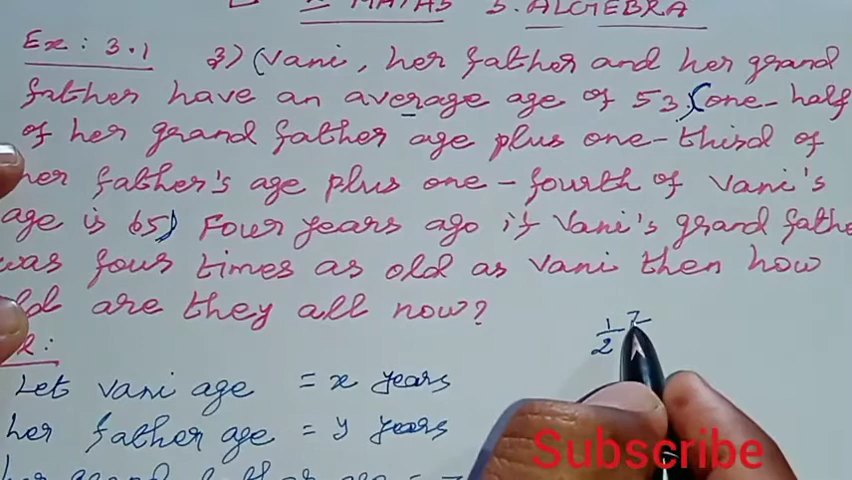 MATHS 3. ALGEBRA
Ex: 3.1 3) (Vani, her father and her grand
father have an average age of 53.) (one-half
of her grand father age plus one-third of
her father's age plus one-fourth of Vani's
age is 65) Four years ago if Vani's grand father
was four times as old as Vani then how
old are they all now?
Let vani age = x years
her father age = y years
1/2 z
Subscribe